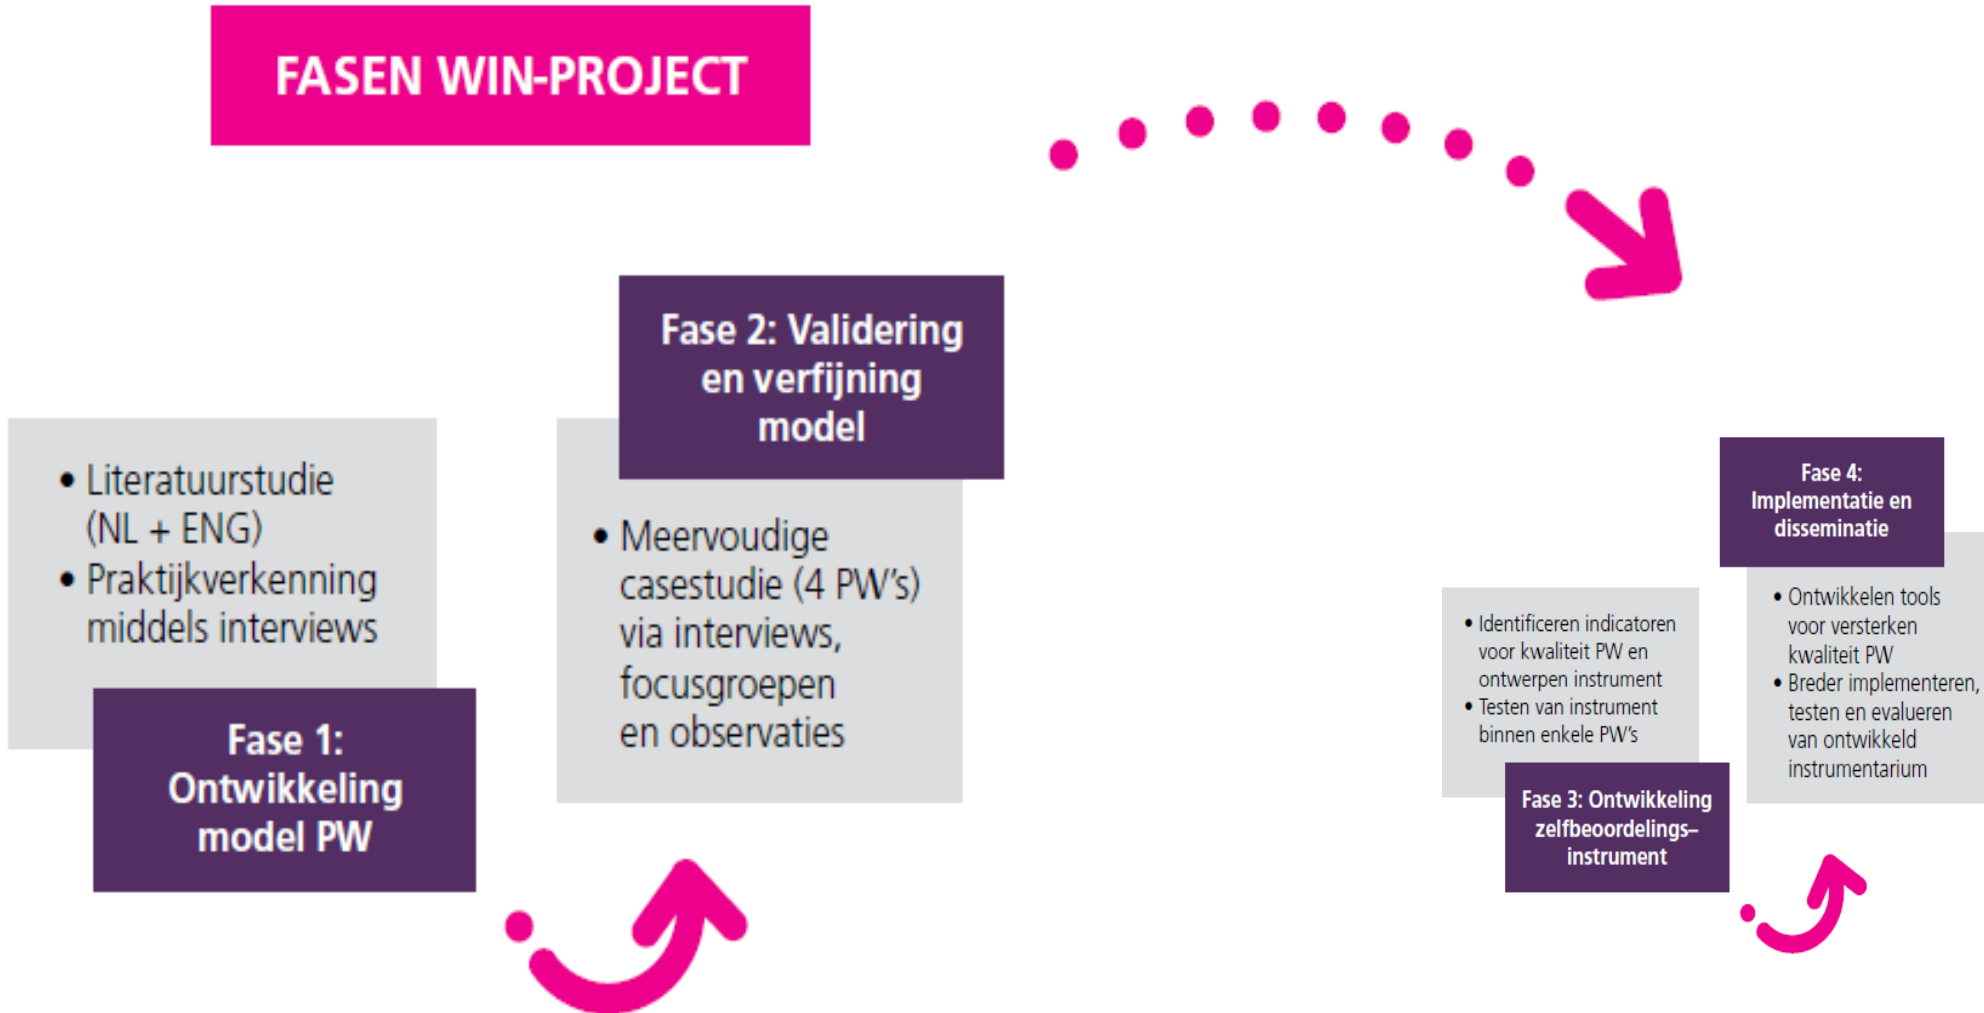 FASEN WIN-PROJECT
• Literatuurstudie
(NL + ENG)
• Praktijkverkenning
middels interviews
Fase 1:
Ontwikkeling
model PW
Fase 2: Validering
en verfijning
model
• Meervoudige
casestudie (4 PW's)
via interviews,
focusgroepen
en observaties
• Identificeren indicatoren
voor kwaliteit PW en
ontwerpen instrument
• Testen van instrument
binnen enkele PW's
Fase 3: Ontwikkeling
zelfbeoordelings–
instrument
Fase 4:
Implementatie en
disseminatie
• Ontwikkelen tools
voor versterken
kwaliteit PW
• Breder implementeren,
testen en evalueren
van ontwikkeld
instrumentarium